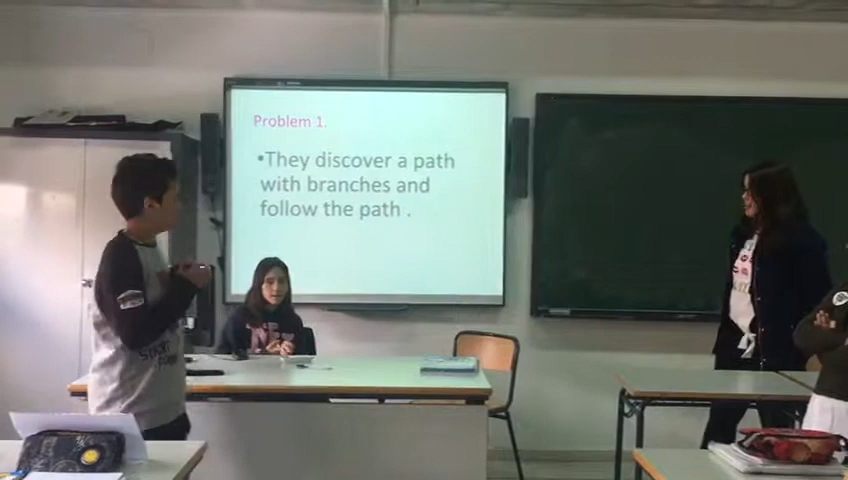 Problem 1.
•They discover a path
with branches and
follow the path .